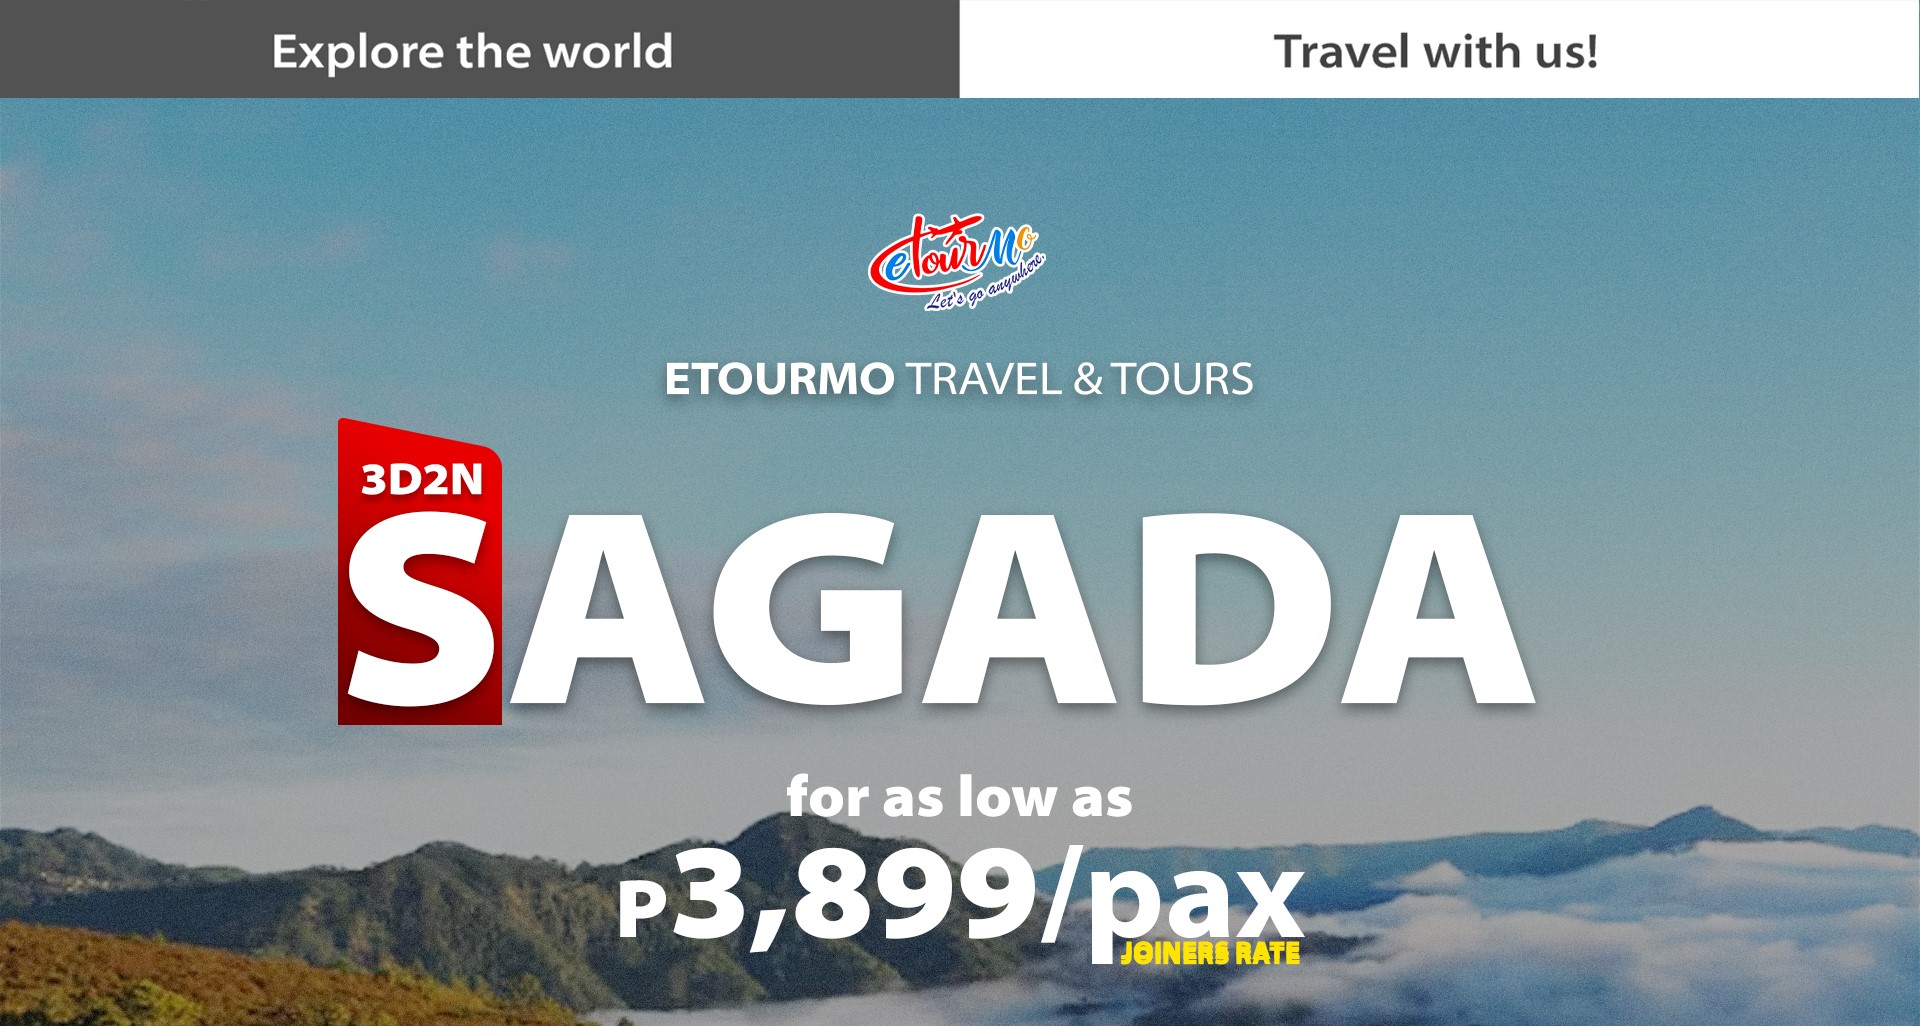 Explore the world
Travel with us!
eTourMo
Let's go anywhere.
ETOURMO TRAVEL & TOURS
3D2N
SAGADA
for as low as
P3,899/pax
JOINERS RATE